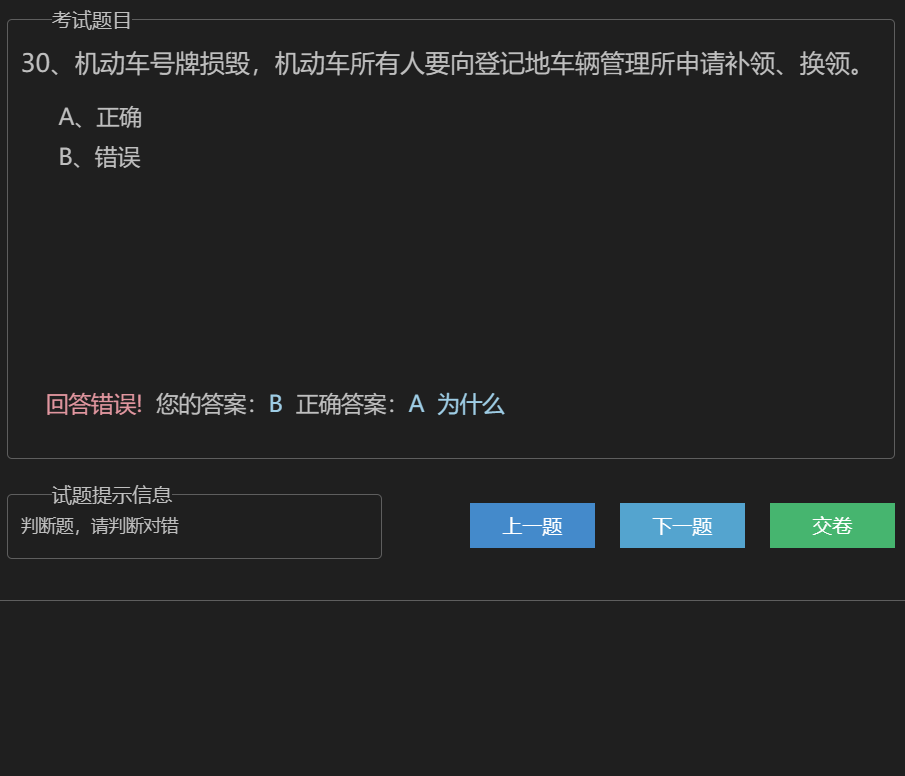 考试题目
30、机动车号牌损毁，机动车所有人要向登记地车辆管理所申请补领、换领。
A、正确
B、错误
回答错误! 您的答案：B 正确答案：A 为什么
试题提示信息
判断题，请判断对错
上一题 下一题 交卷